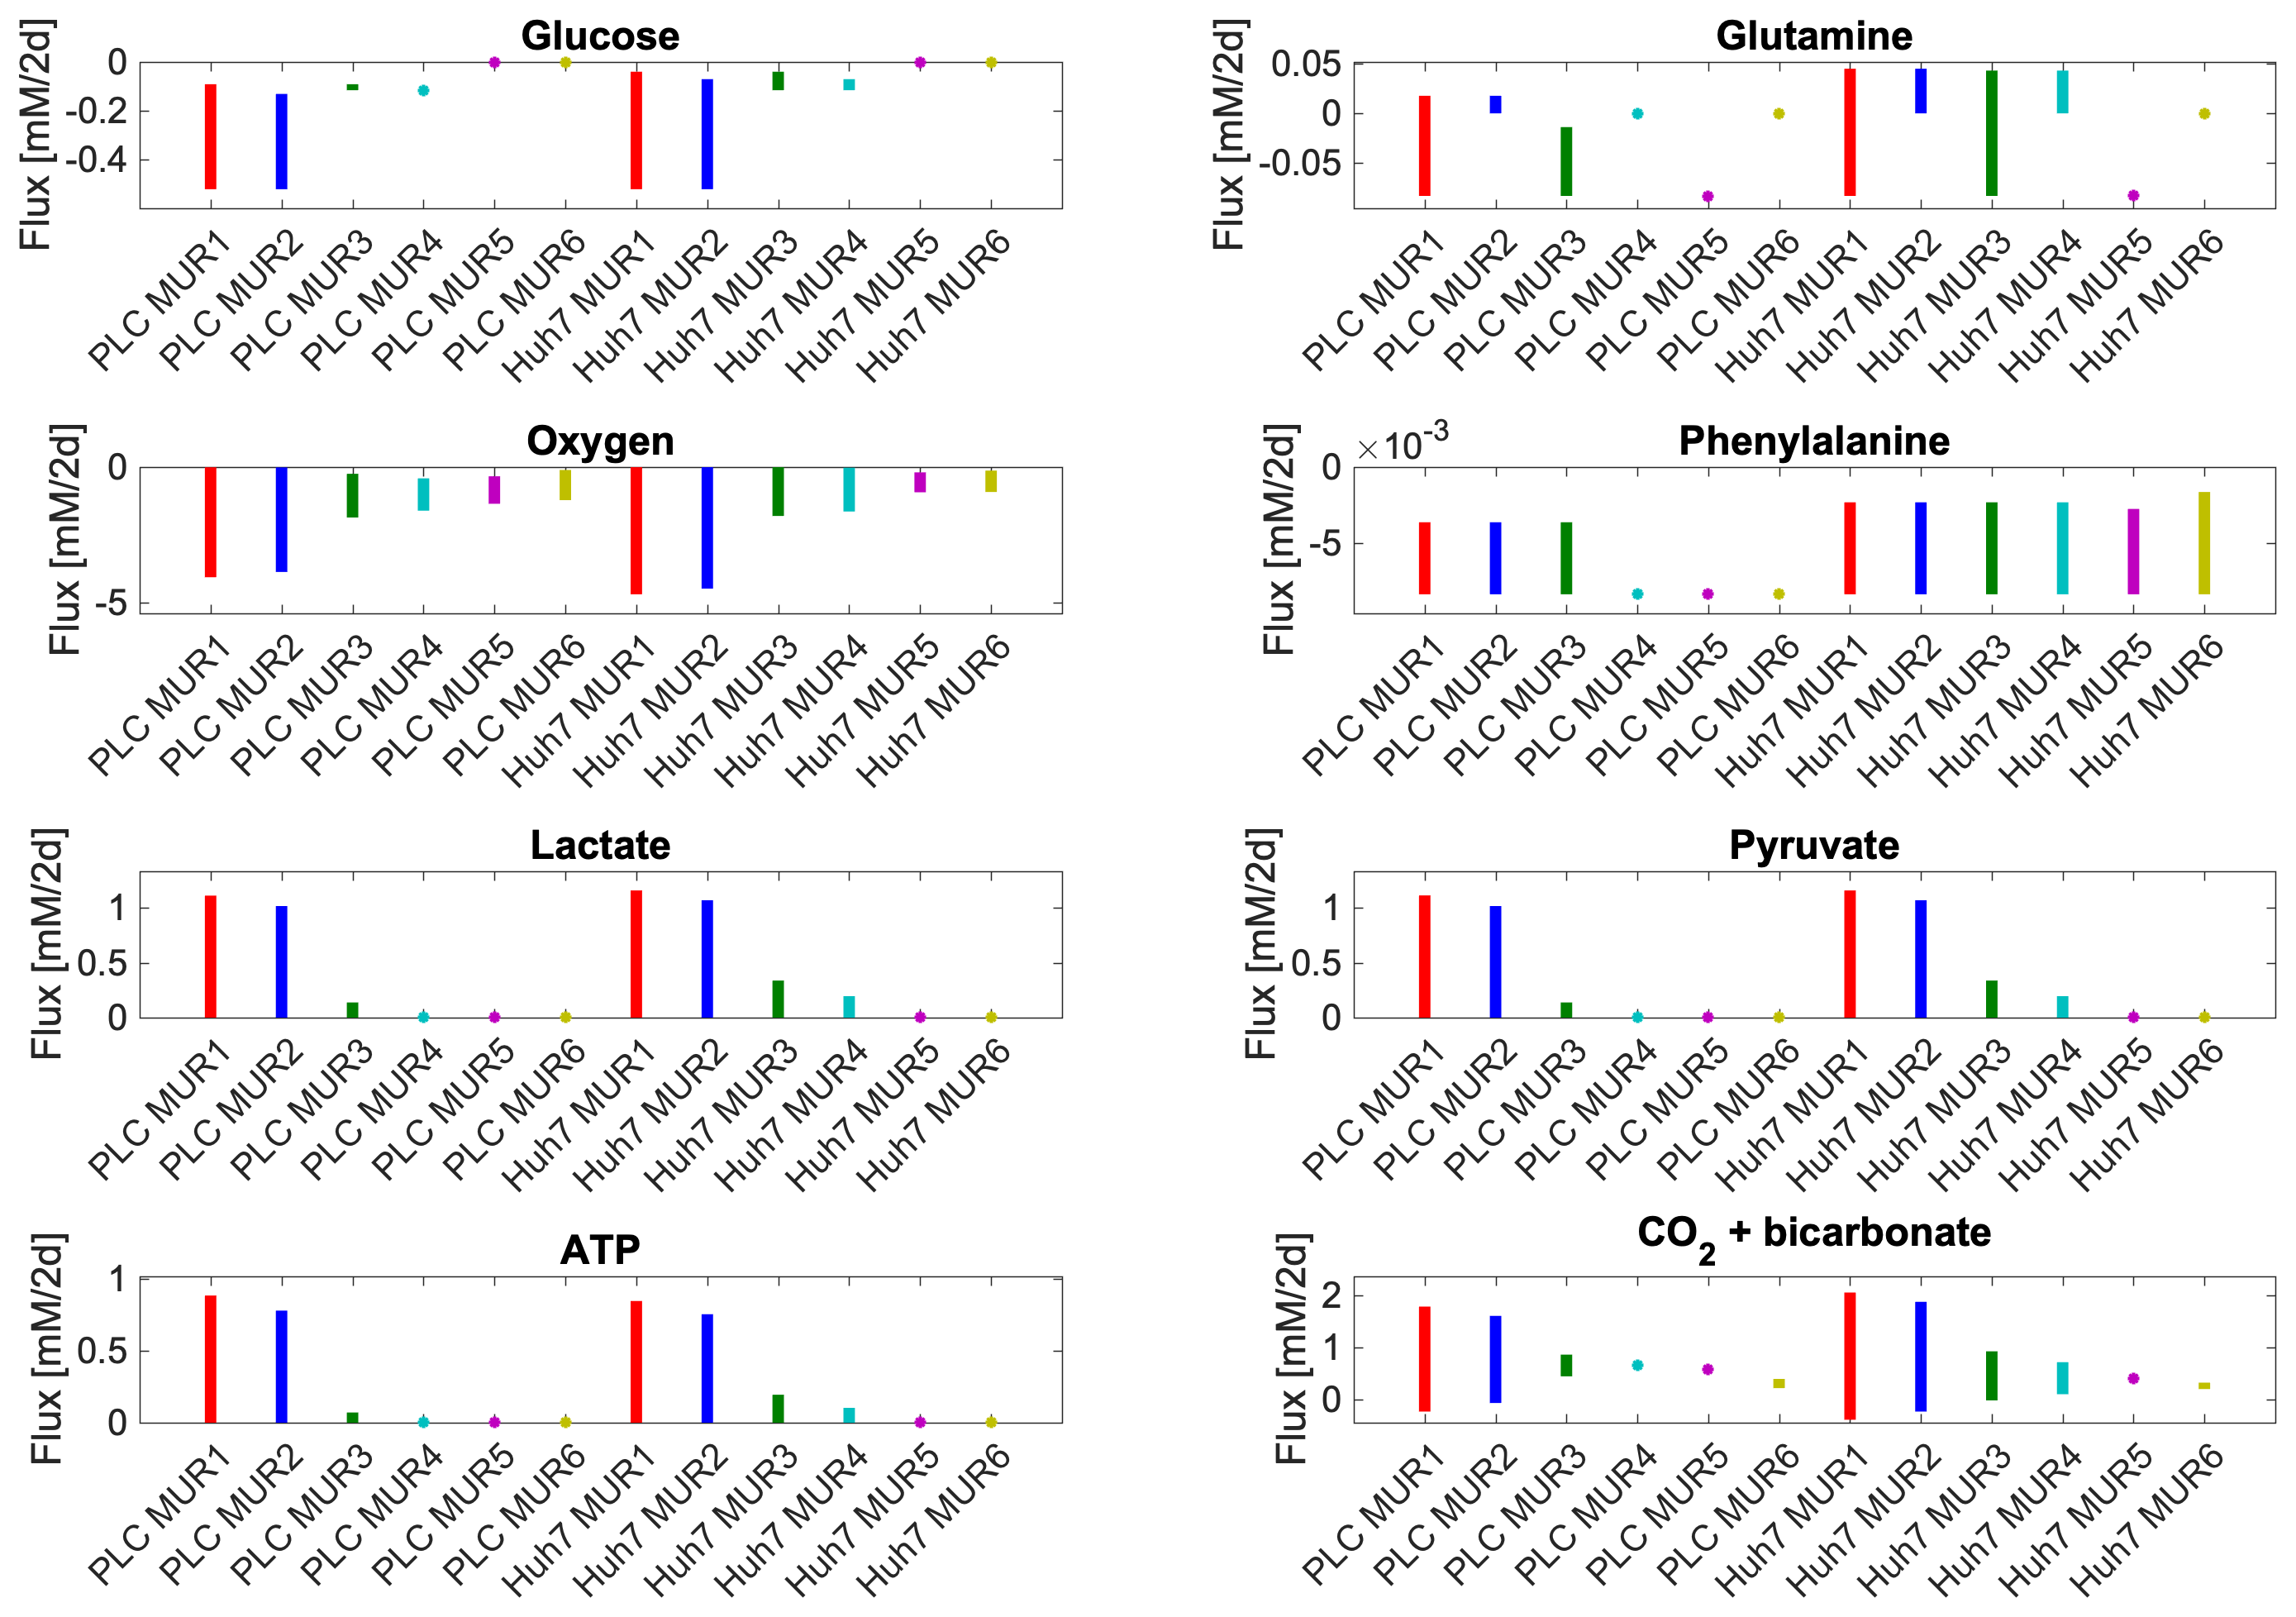 Glucose
Flux [mM/2d]
0
-0.2
-0.4
PLC MUR1
PLC MUR2
PLC MUR3
PLC MUR4
PLC MUR5
PLC MUR6
Huh7 MUR1
Huh7 MUR2
Huh7 MUR3
Huh7 MUR4
Huh7 MUR5
Huh7 MUR6
Glutamine
Flux [mM/2d]
0.05
0
-0.05
PLC MUR1
PLC MUR2
PLC MUR3
PLC MUR4
PLC MUR5
PLC MUR6
Huh7 MUR1
Huh7 MUR2
Huh7 MUR3
Huh7 MUR4
Huh7 MUR5
Huh7 MUR6
Oxygen
Flux [mM/2d]
0
-5
PLC MUR1
PLC MUR2
PLC MUR3
PLC MUR4
PLC MUR5
PLC MUR6
Huh7 MUR1
Huh7 MUR2
Huh7 MUR3
Huh7 MUR4
Huh7 MUR5
Huh7 MUR6
×10⁻³
Phenylalanine
Flux [mM/2d]
0
-5
PLC MUR1
PLC MUR2
PLC MUR3
PLC MUR4
PLC MUR5
PLC MUR6
Huh7 MUR1
Huh7 MUR2
Huh7 MUR3
Huh7 MUR4
Huh7 MUR5
Huh7 MUR6
Lactate
Flux [mM/2d]
1
0.5
0
PLC MUR1
PLC MUR2
PLC MUR3
PLC MUR4
PLC MUR5
PLC MUR6
Huh7 MUR1
Huh7 MUR2
Huh7 MUR3
Huh7 MUR4
Huh7 MUR5
Huh7 MUR6
Pyruvate
Flux [mM/2d]
1
0.5
0
PLC MUR1
PLC MUR2
PLC MUR3
PLC MUR4
PLC MUR5
PLC MUR6
Huh7 MUR1
Huh7 MUR2
Huh7 MUR3
Huh7 MUR4
Huh7 MUR5
Huh7 MUR6
ATP
Flux [mM/2d]
1
0.5
0
PLC MUR1
PLC MUR2
PLC MUR3
PLC MUR4
PLC MUR5
PLC MUR6
Huh7 MUR1
Huh7 MUR2
Huh7 MUR3
Huh7 MUR4
Huh7 MUR5
Huh7 MUR6
CO₂ + bicarbonate
Flux [mM/2d]
2
1
0
PLC MUR1
PLC MUR2
PLC MUR3
PLC MUR4
PLC MUR5
PLC MUR6
Huh7 MUR1
Huh7 MUR2
Huh7 MUR3
Huh7 MUR4
Huh7 MUR5
Huh7 MUR6